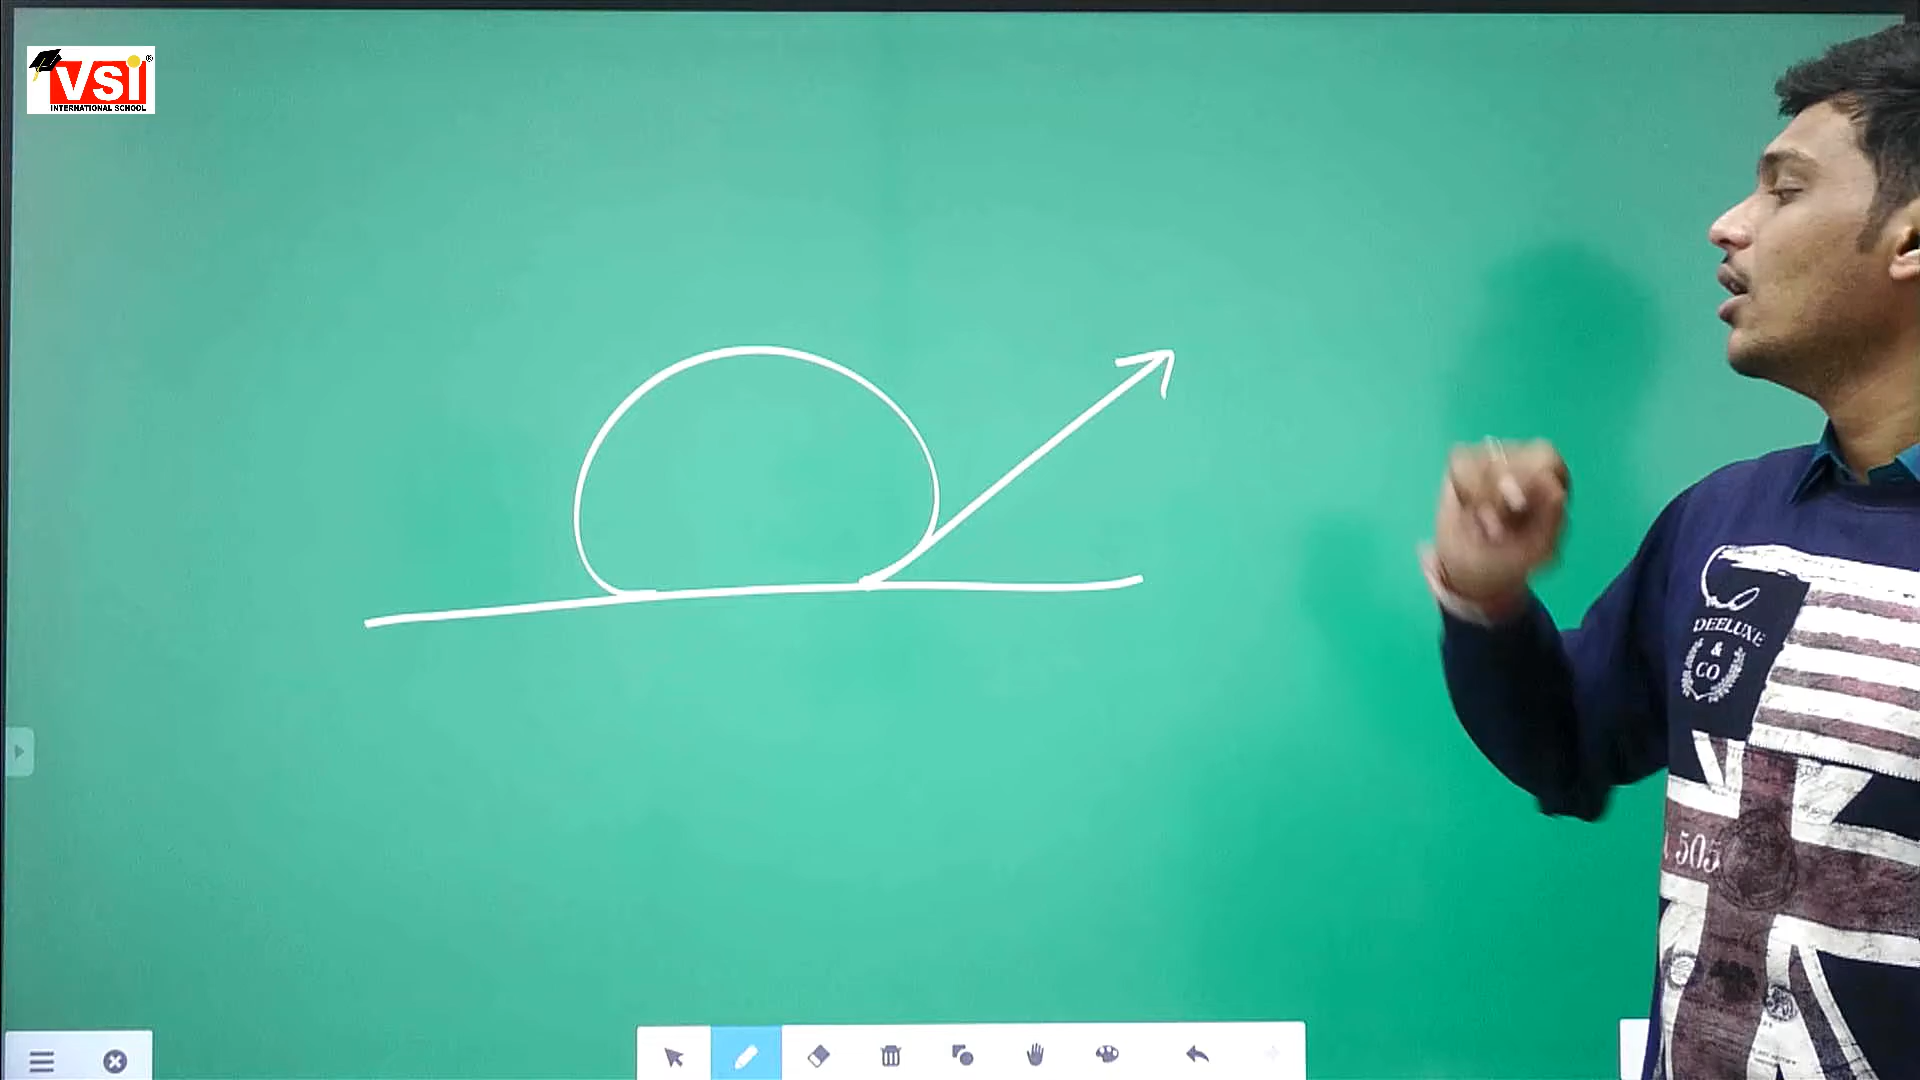 VSI ®
INTERNATIONAL SCHOOL
DEELUXE
&
CO
505